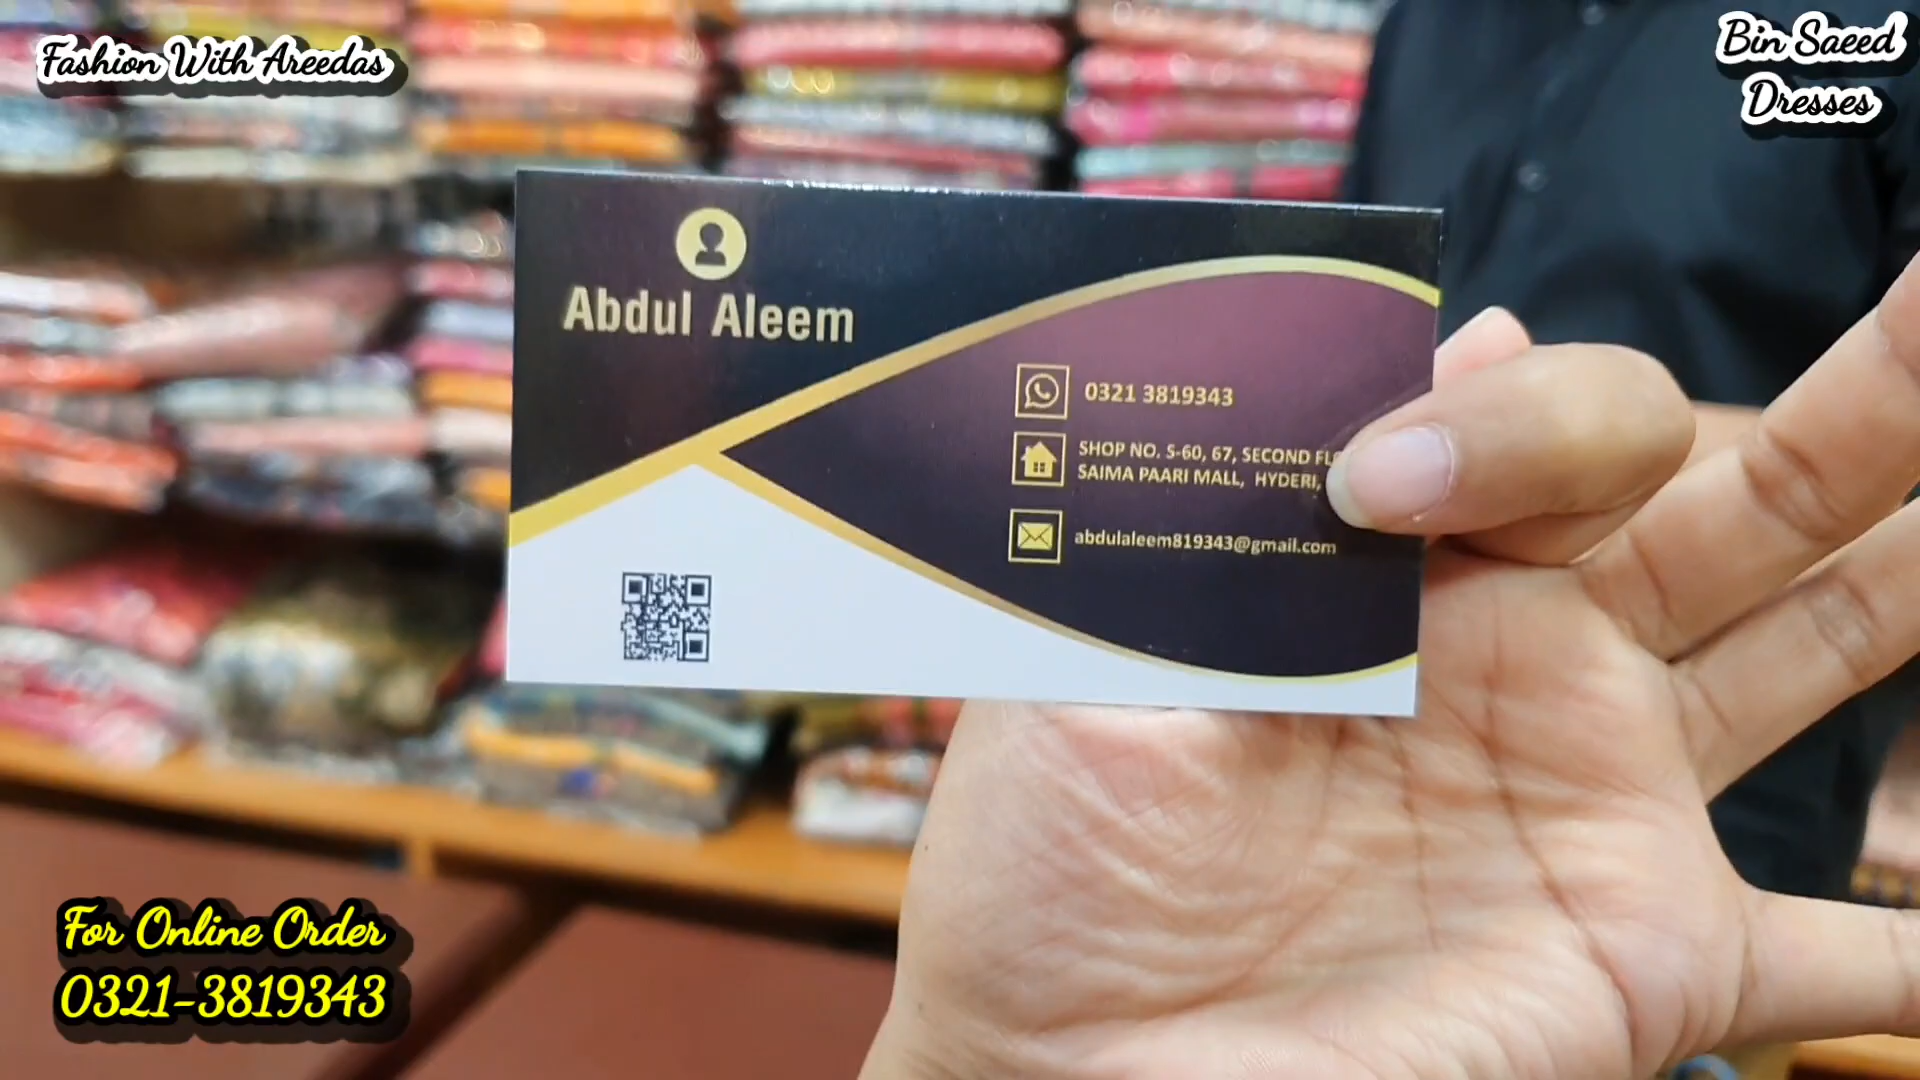 Fashion With Areedas
Bin Saeed
Dresses
Abdul Aleem
0321 3819343
SHOP NO. S-60, 67, SECOND
SAIMA PAARI MALL, HYDERI,
abdulaleem819343@gmail.com
For Online Order
0321-3819343